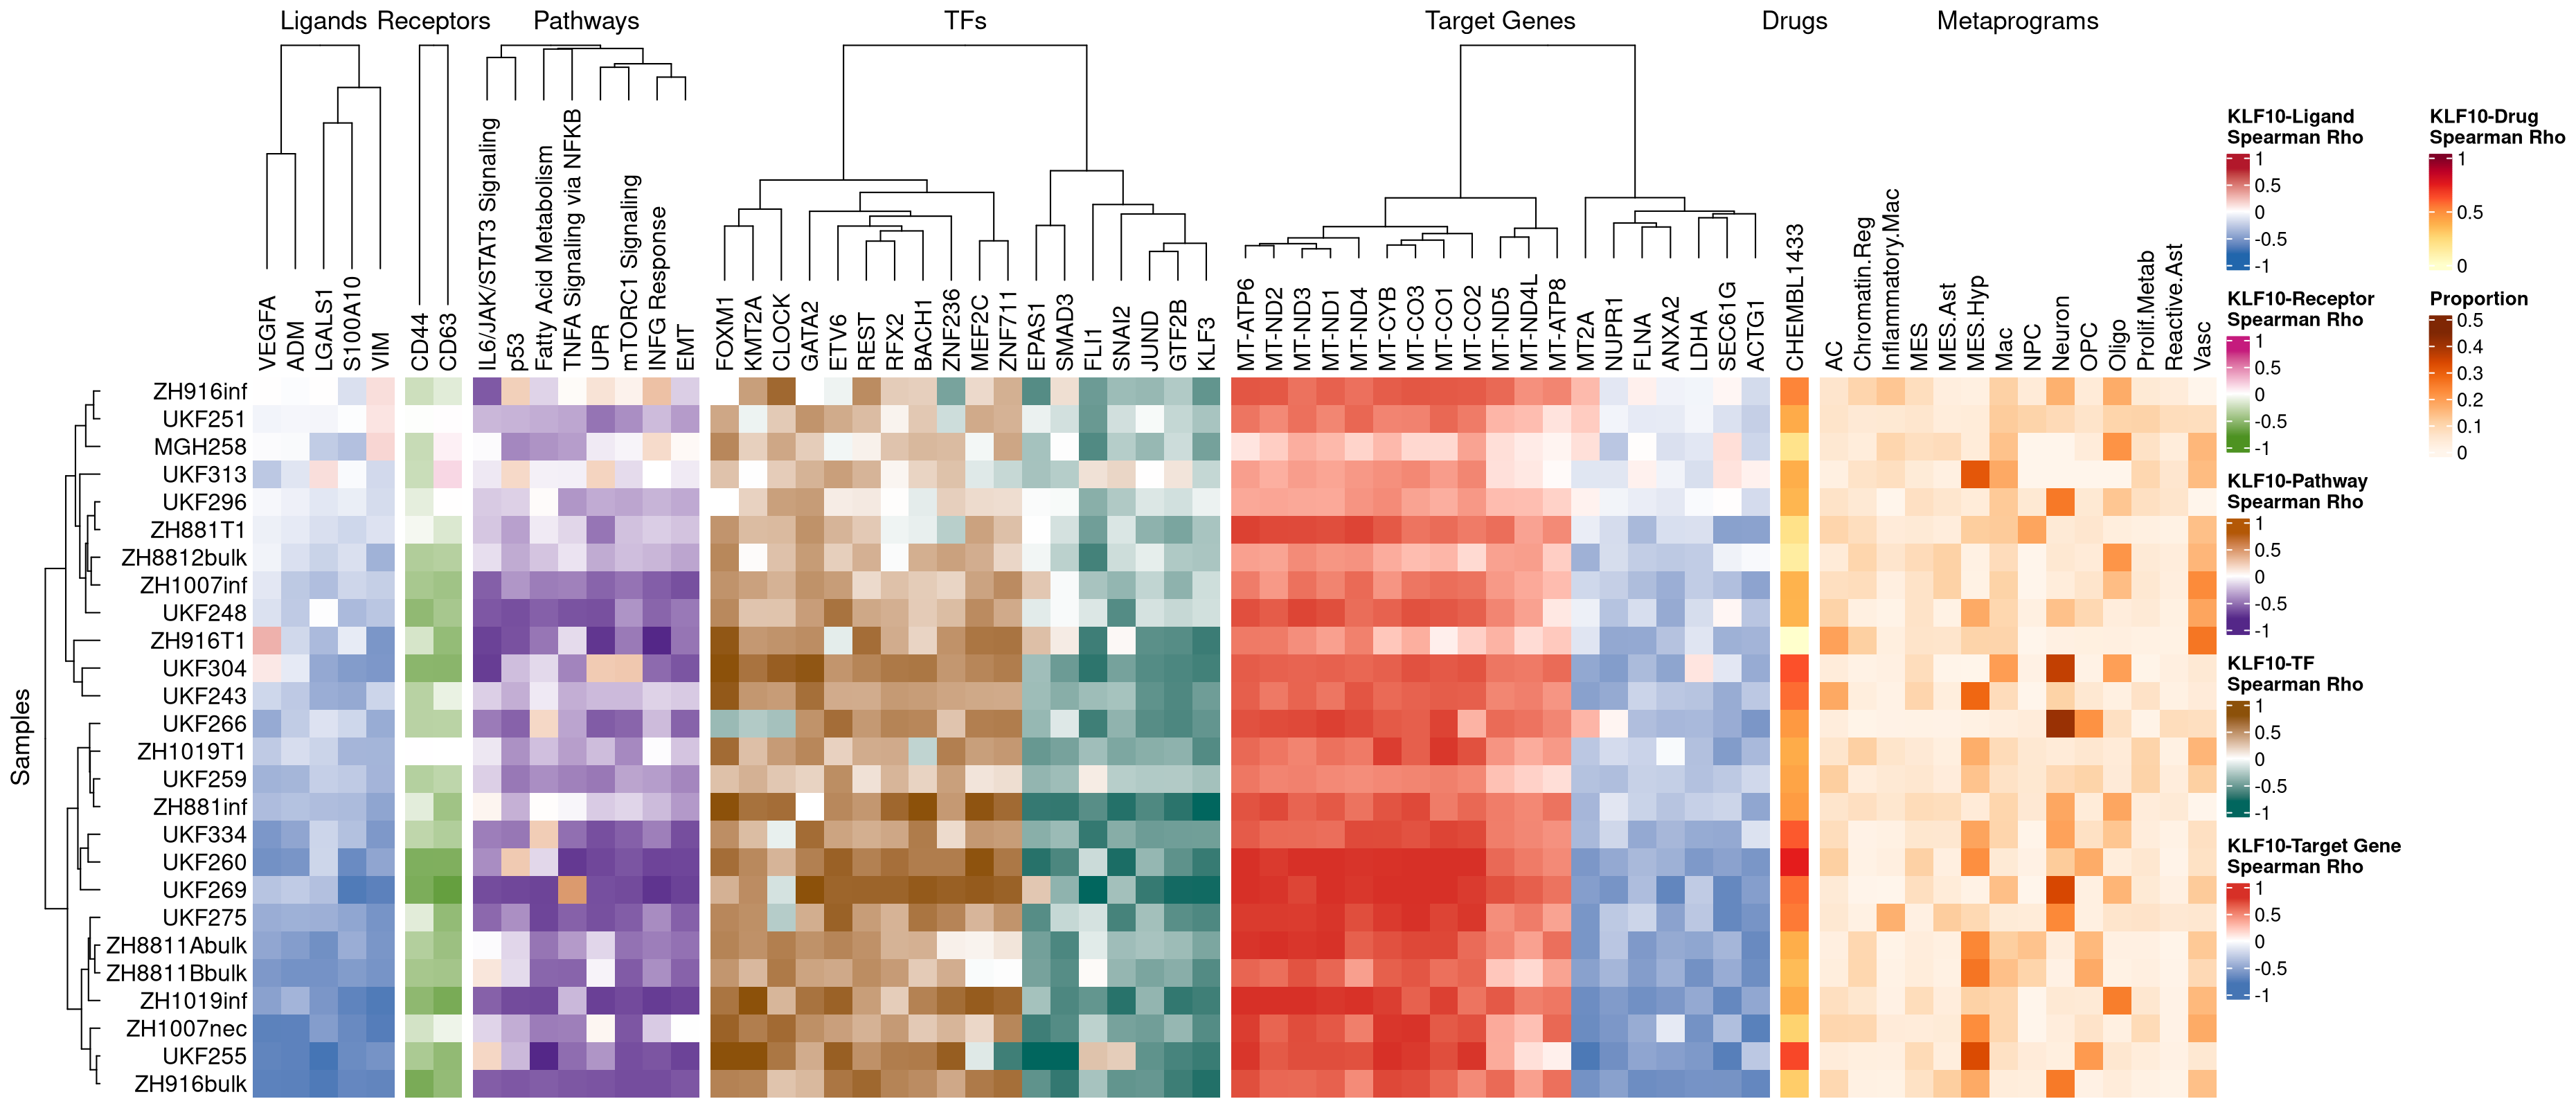 Ligands Receptors Pathways TFs Target Genes Drugs Metaprograms
VEGFA
ADM
LGALS1
S100A10
VIM
CD44
CD63
IL6/JAK/STAT3 Signaling
p53
Fatty Acid Metabolism
TNFA Signaling via NFKB
UPR
mTORC1 Signaling
INFG Response
EMT
FOXM1
KMT2A
CLOCK
GATA2
ETV6
REST
RFX2
BACH1
ZNF236
MEF2C
ZNF711
EPAS1
SMAD3
FLI1
SNAI2
JUND
GTF2B
KLF3
MT-ATP6
MT-ND2
MT-ND3
MT-ND1
MT-ND4
MT-CYB
MT-CO3
MT-CO1
MT-CO2
MT-ND5
MT-ND4L
MT-ATP8
MT2A
NUPR1
FLNA
ANXA2
LDHA
SEC61G
ACTG1
CHEMBL1433
AC
Chromatin.Reg
Inflammatory.Mac
MES
MES.Ast
MES.Hyp
Mac
NPC
Neuron
OPC
Oligo
Prolif.Metab
Reactive.Ast
Vasc
Samples
ZH916inf
UKF251
MGH258
UKF313
UKF296
ZH881T1
ZH8812bulk
ZH1007inf
UKF248
ZH916T1
UKF304
UKF243
UKF266
ZH1019T1
UKF259
ZH881inf
UKF334
UKF260
UKF269
UKF275
ZH8811Abulk
ZH8811Bbulk
ZH1019inf
ZH1007nec
UKF255
ZH916bulk
KLF10-Ligand
Spearman Rho
1
0.5
0
-0.5
-1
KLF10-Receptor
Spearman Rho
1
0.5
0
-0.5
-1
KLF10-Pathway
Spearman Rho
1
0.5
0
-0.5
-1
KLF10-TF
Spearman Rho
1
0.5
0
-0.5
-1
KLF10-Target Gene
Spearman Rho
1
0.5
0
-0.5
-1
KLF10-Drug
Spearman Rho
1
0.5
0
Proportion
0.5
0.4
0.3
0.2
0.1
0